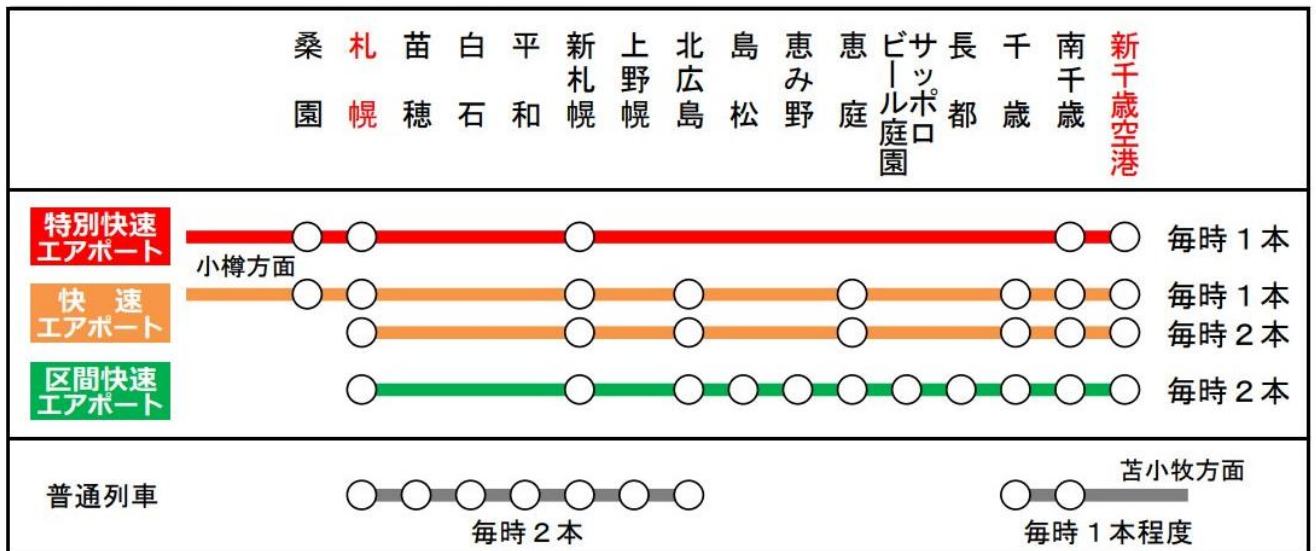 桑園
札幌
苗穂
白石
平和
新札幌
上野幌
北広島
島松
恵み野
恵庭
サッポロ
ビール庭園
長都
千歳
南千歳
新千歳空港
特別快速
エアポート
毎時1本
小樽方面
快　速
エアポート
毎時1本
毎時2本
区間快速
エアポート
毎時2本
普通列車
毎時2本
苫小牧方面
毎時1本程度